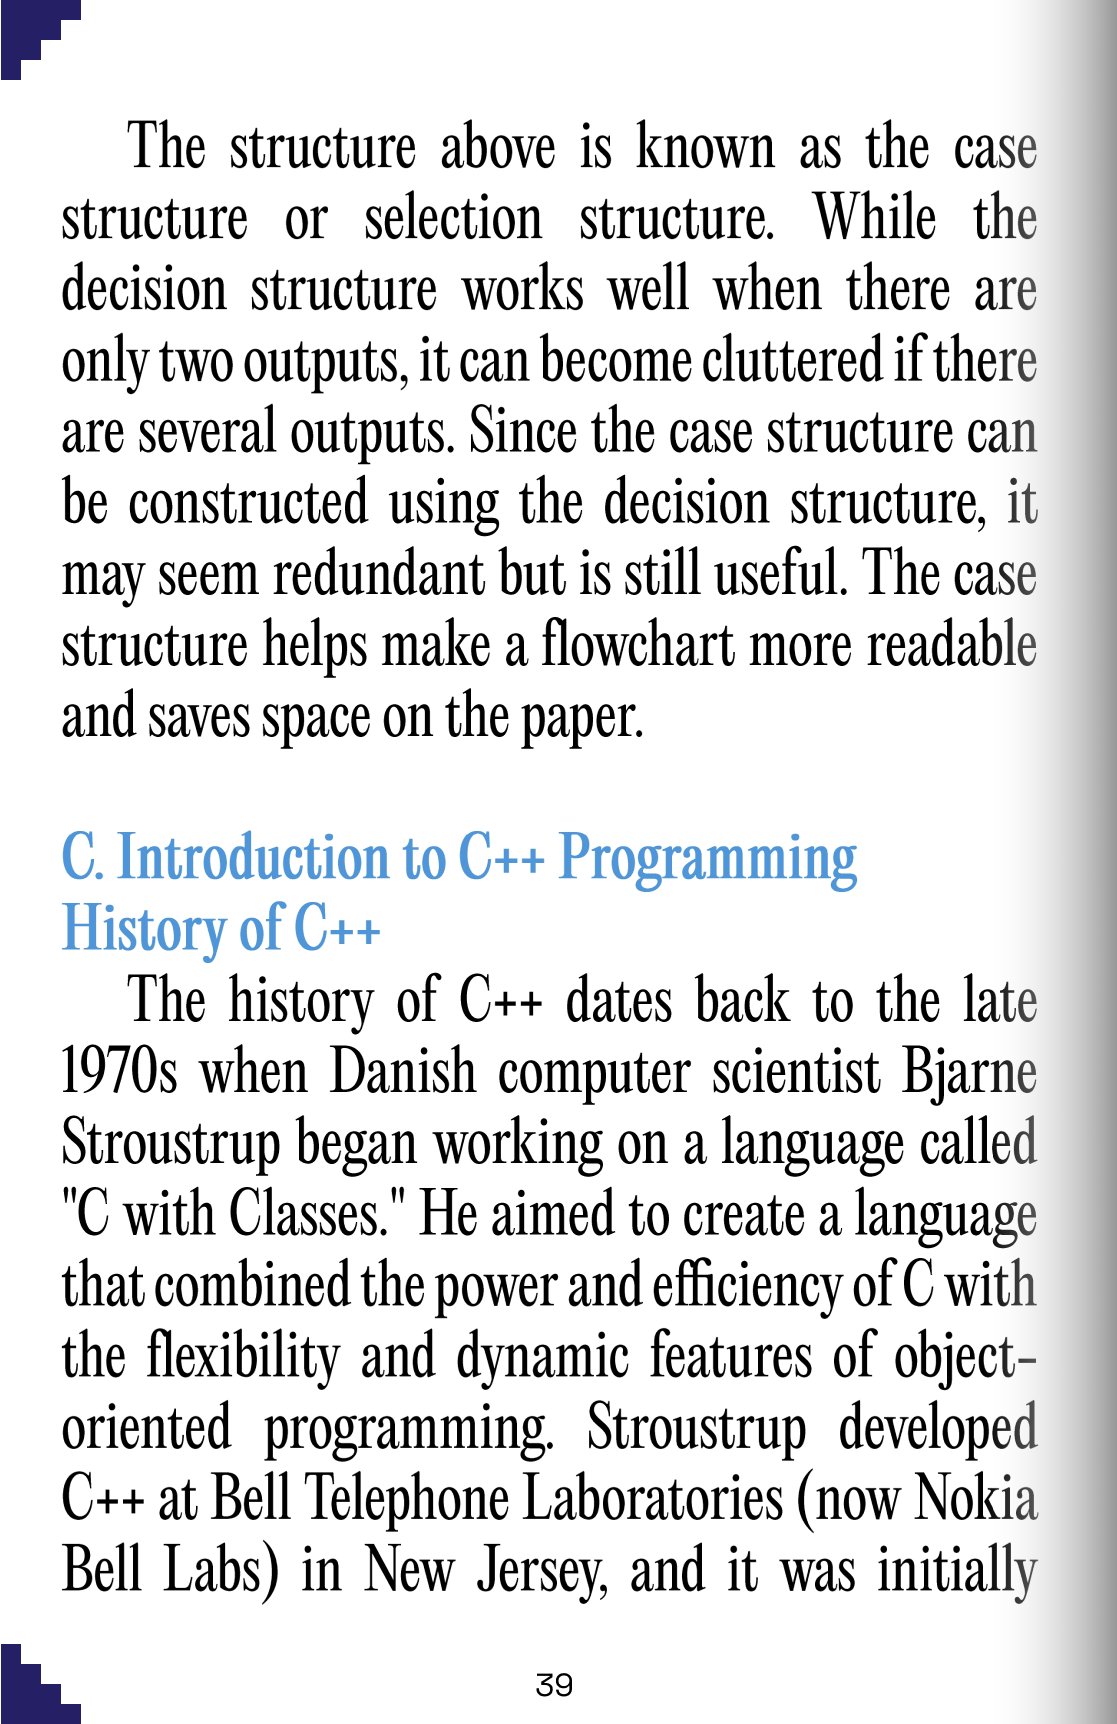 The structure above is known as the case
structure or selection structure. While the
decision structure works well when there are
only two outputs, it can become cluttered if there
are several outputs. Since the case structure can
be constructed using the decision structure, it
may seem redundant but is still useful. The case
structure helps make a flowchart more readable
and saves space on the paper.
C. Introduction to C++ Programming
History of C++
The history of C++ dates back to the late
1970s when Danish computer scientist Bjarne
Stroustrup began working on a language called
"C with Classes." He aimed to create a language
that combined the power and efficiency of C with
the flexibility and dynamic features of object-
oriented programming. Stroustrup developed
C++ at Bell Telephone Laboratories (now Nokia
Bell Labs) in New Jersey, and it was initially
39